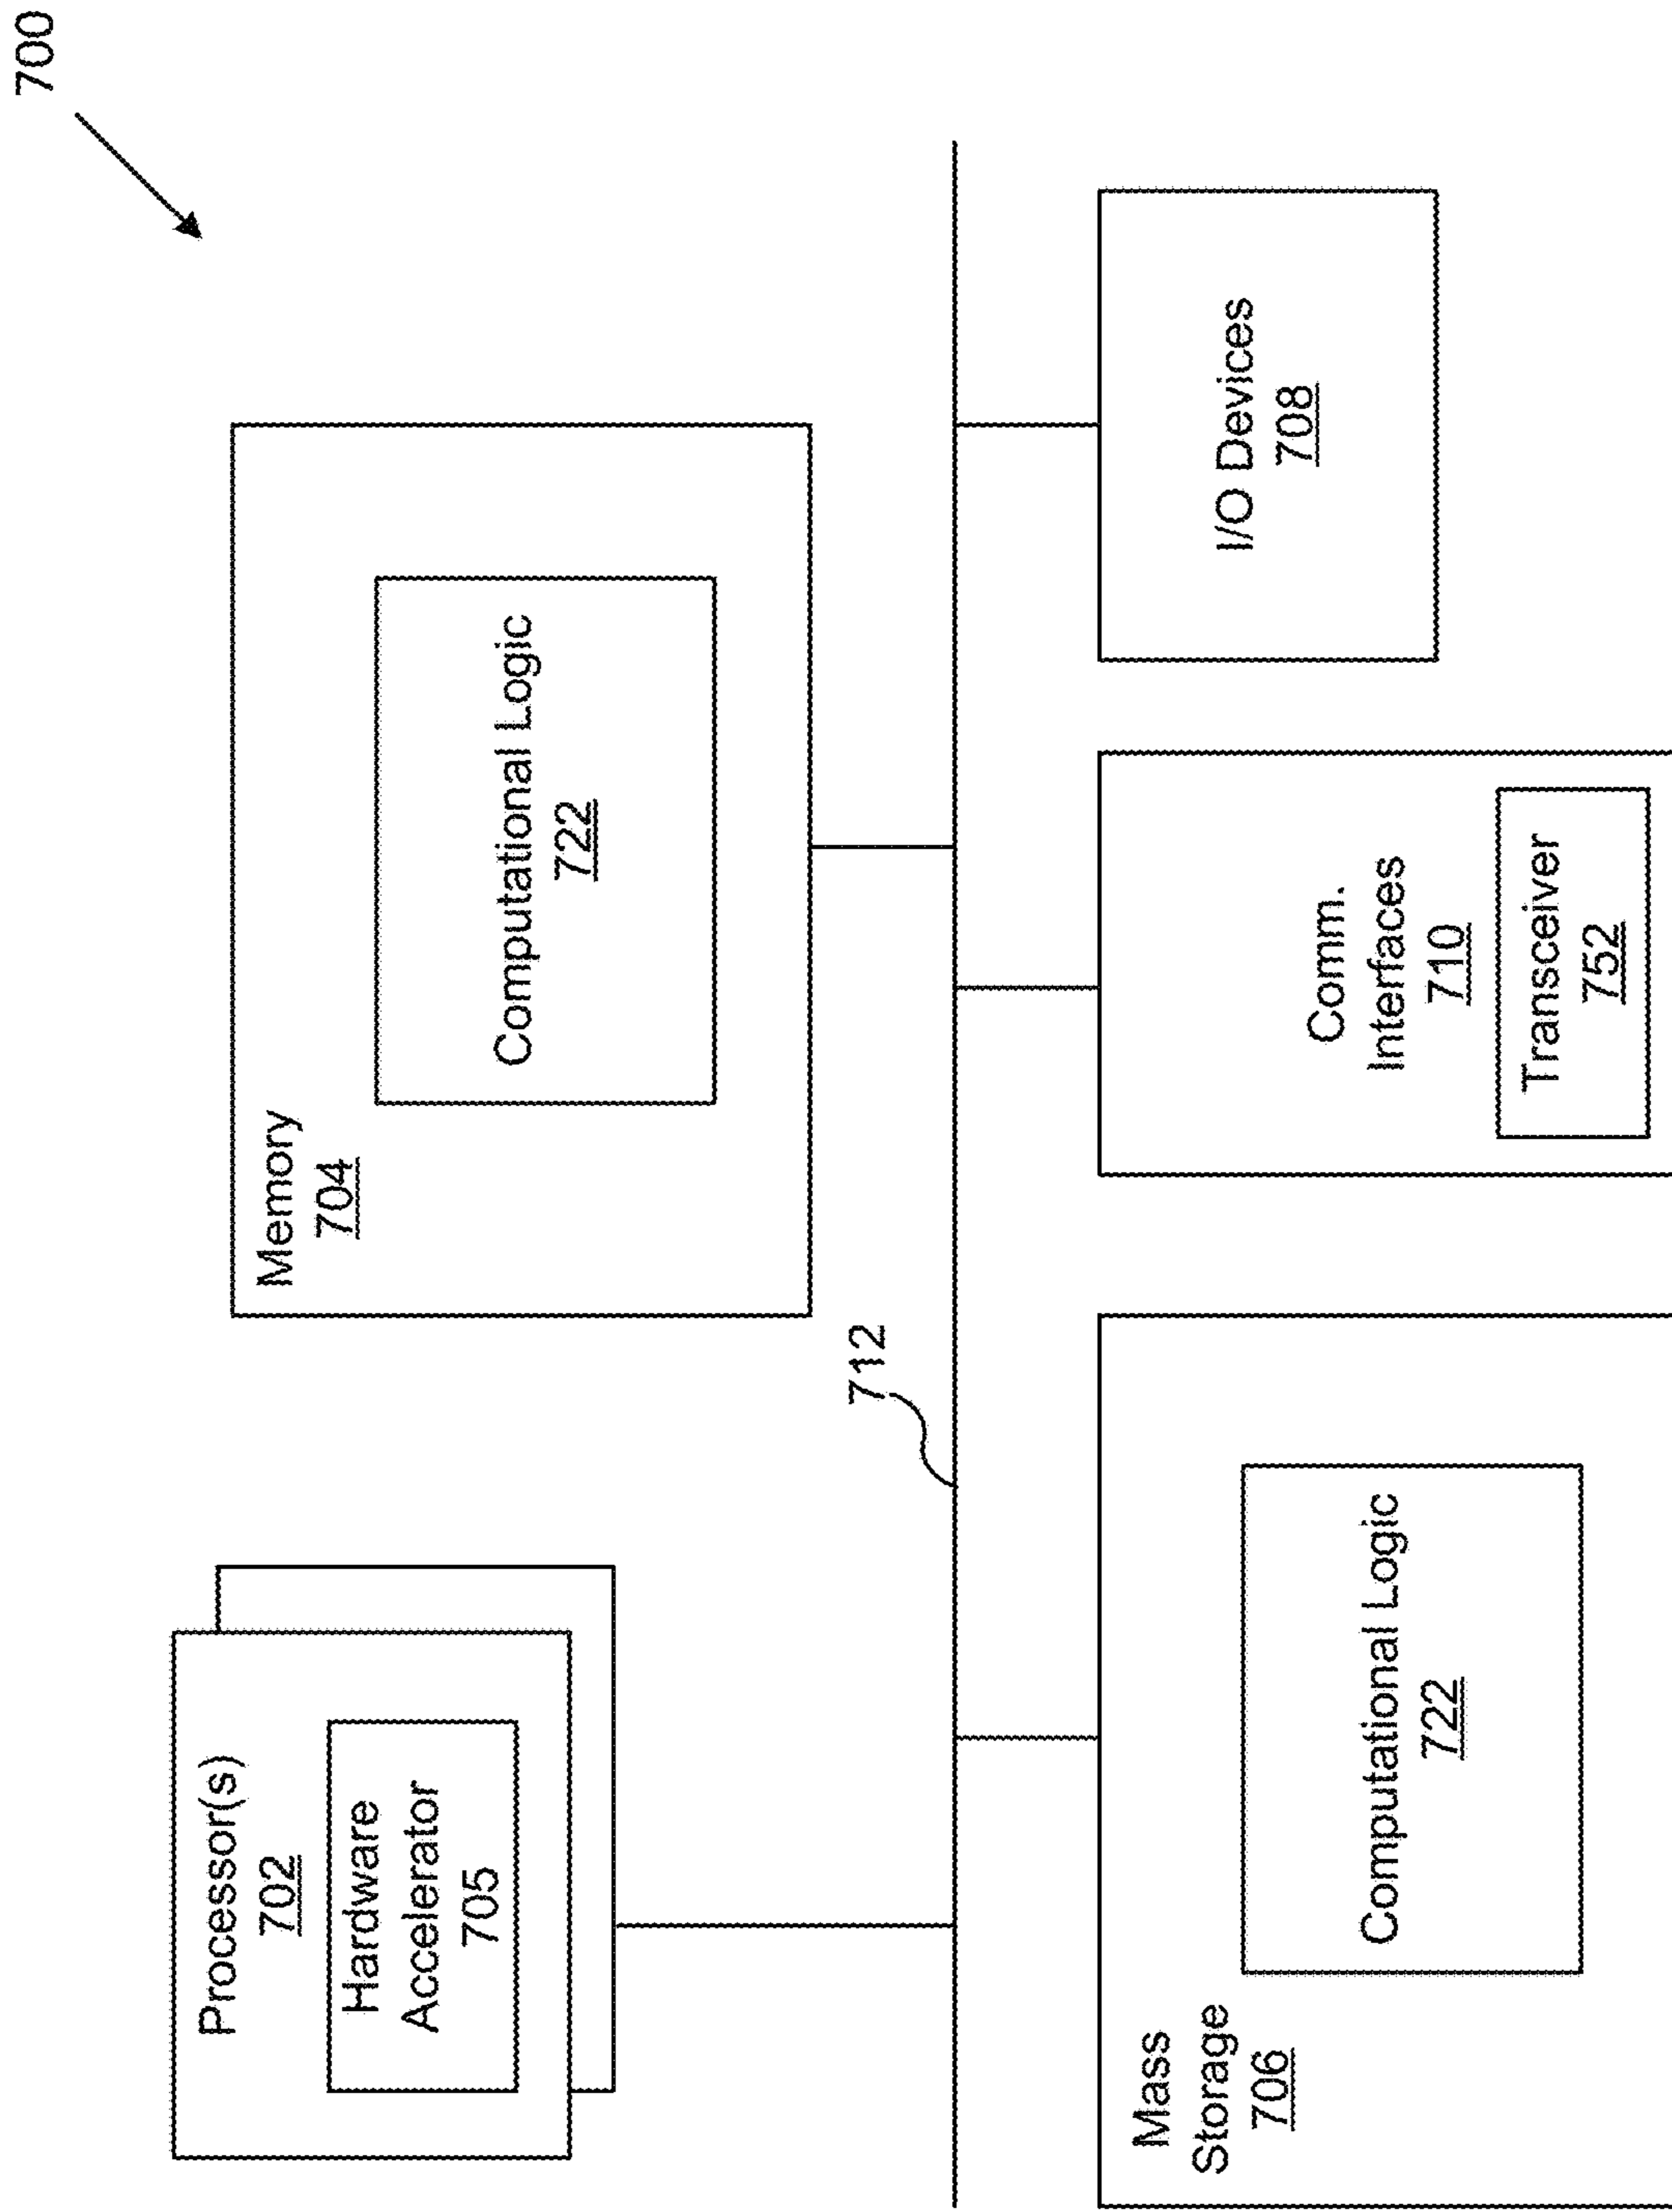 700
Processor(s)
702
Hardware
Accelerator
705
Memory
704
Computational Logic
722
712
Mass
Storage
706
Computational Logic
722
Comm.
Interfaces
710
Transceiver
752
I/O Devices
708